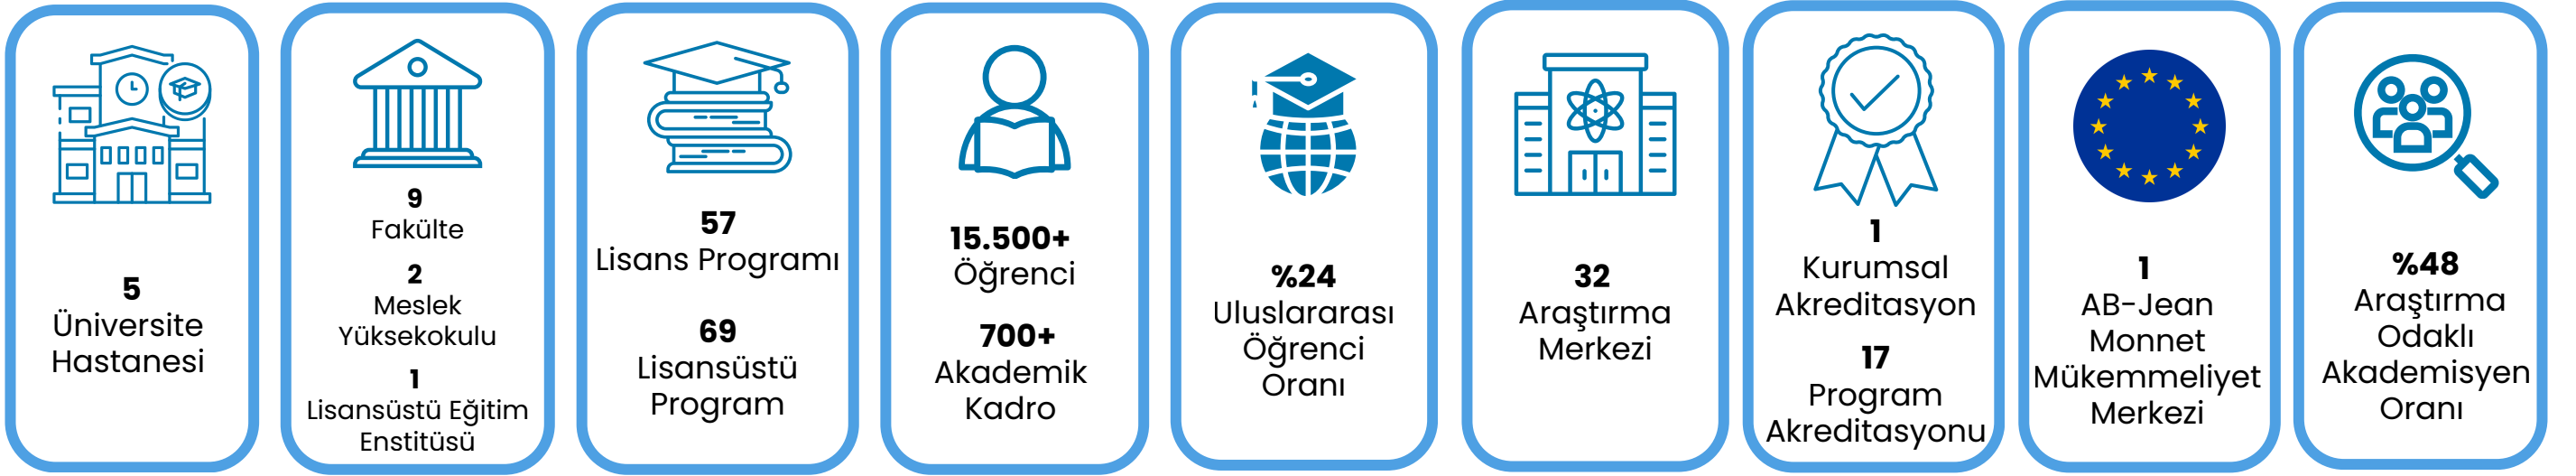 5
Üniversite
Hastanesi
9
Fakülte
2
Meslek
Yüksekokulu
1
Lisansüstü Eğitim
Enstitüsü
57
Lisans Programı
69
Lisansüstü
Program
15.500+
Öğrenci
700+
Akademik
Kadro
%24
Uluslararası
Öğrenci
Oranı
32
Araştırma
Merkezi
1
Kurumsal
Akreditasyon
17
Program
Akreditasyonu
1
AB-Jean
Monnet
Mükemmeliyet
Merkezi
%48
Araştırma
Odaklı
Akademisyen
Oranı